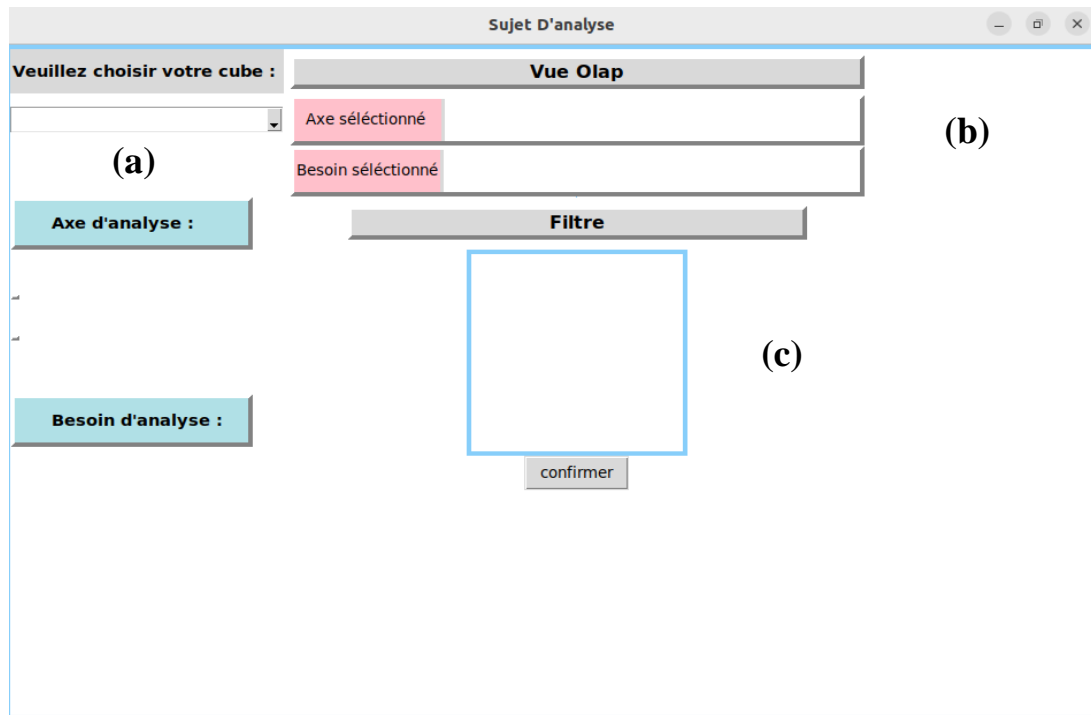 Sujet D'analyse
Veuillez choisir votre cube :
(a)
Axe d'analyse :
Besoin d'analyse :
Vue Olap
Axe séléctionné
Besoin séléctionné
(b)
Filtre
(c)
confirmer